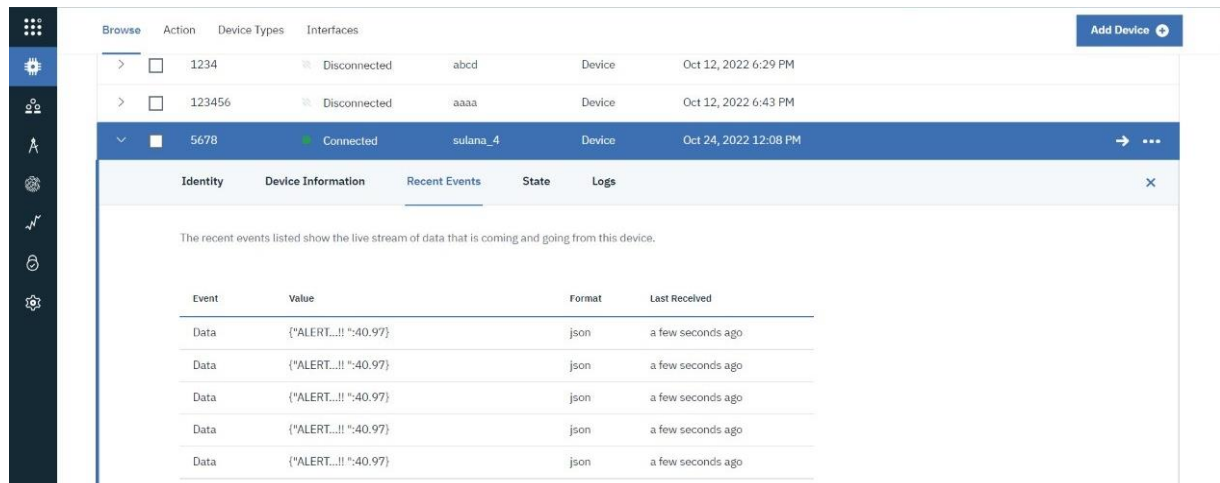 Browse Action Device Types Interfaces Add Device
1234 Disconnected abcd Device Oct 12, 2022 6:29 PM
123456 Disconnected aaaa Device Oct 12, 2022 6:43 PM
5678 Connected sulana_4 Device Oct 24, 2022 12:08 PM
Identity Device Information Recent Events State Logs
The recent events listed show the live stream of data that is coming and going from this device.
Event Value Format Last Received
Data {"ALERT...!! ":40.97} json a few seconds ago
Data {"ALERT...!! ":40.97} json a few seconds ago
Data {"ALERT...!! ":40.97} json a few seconds ago
Data {"ALERT...!! ":40.97} json a few seconds ago
Data {"ALERT...!! ":40.97} json a few seconds ago